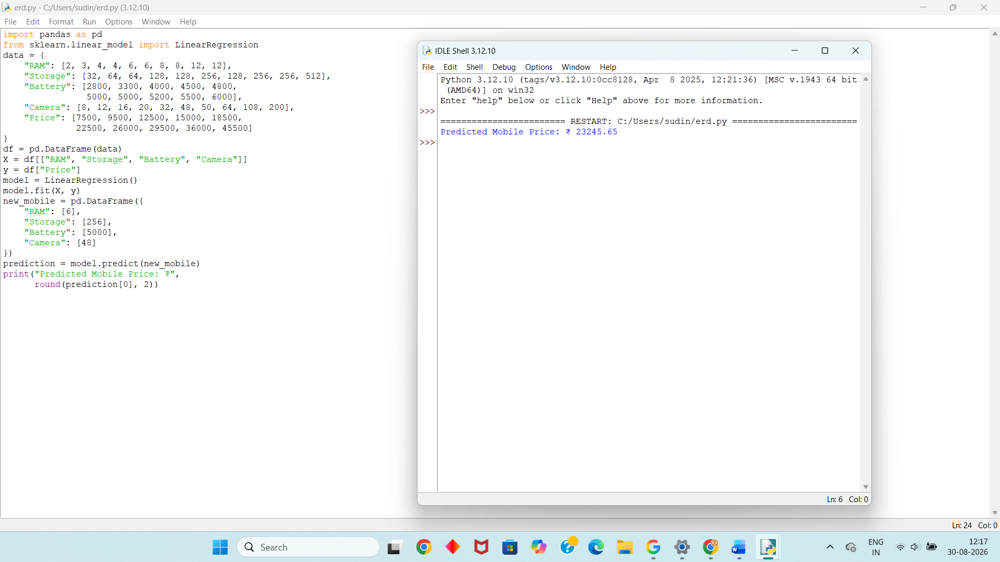 erd.py - C:/Users/sudin/erd.py (3.12.10)
File Edit Format Run Options Window Help
import pandas as pd
from sklearn.linear_model import LinearRegression
data = {
    "RAM": [2, 3, 4, 4, 6, 6, 8, 8, 12, 12],
    "Storage": [32, 64, 64, 128, 128, 256, 128, 256, 256, 512],
    "Battery": [2800, 3300, 4000, 4500, 4800,
                5000, 5000, 5200, 5500, 6000],
    "Camera": [8, 12, 16, 20, 32, 48, 50, 64, 108, 200],
    "Price": [7500, 9500, 12500, 15000, 18500,
              22500, 26000, 29500, 36000, 45500]
}
df = pd.DataFrame(data)
X = df[["RAM", "Storage", "Battery", "Camera"]]
y = df["Price"]
model = LinearRegression()
model.fit(X, y)
new_mobile = pd.DataFrame({
    "RAM": [6],
    "Storage": [256],
    "Battery": [5000],
    "Camera": [48]
})
prediction = model.predict(new_mobile)
print("Predicted Mobile Price: ₹",
      round(prediction[0], 2))
IDLE Shell 3.12.10
File Edit Shell Debug Options Window Help
Python 3.12.10 (tags/v3.12.10:0cc8128, Apr  8 2025, 12:21:36) [MSC v.1943 64 bit
 (AMD64)] on win32
Enter "help" below or click "Help" above for more information.
>>>
======================== RESTART: C:/Users/sudin/erd.py ========================
Predicted Mobile Price: ₹ 23245.65
>>>
Ln: 6 Col: 0
Ln: 24 Col: 0
Search
ENG
IN
12:17
30-08-2026